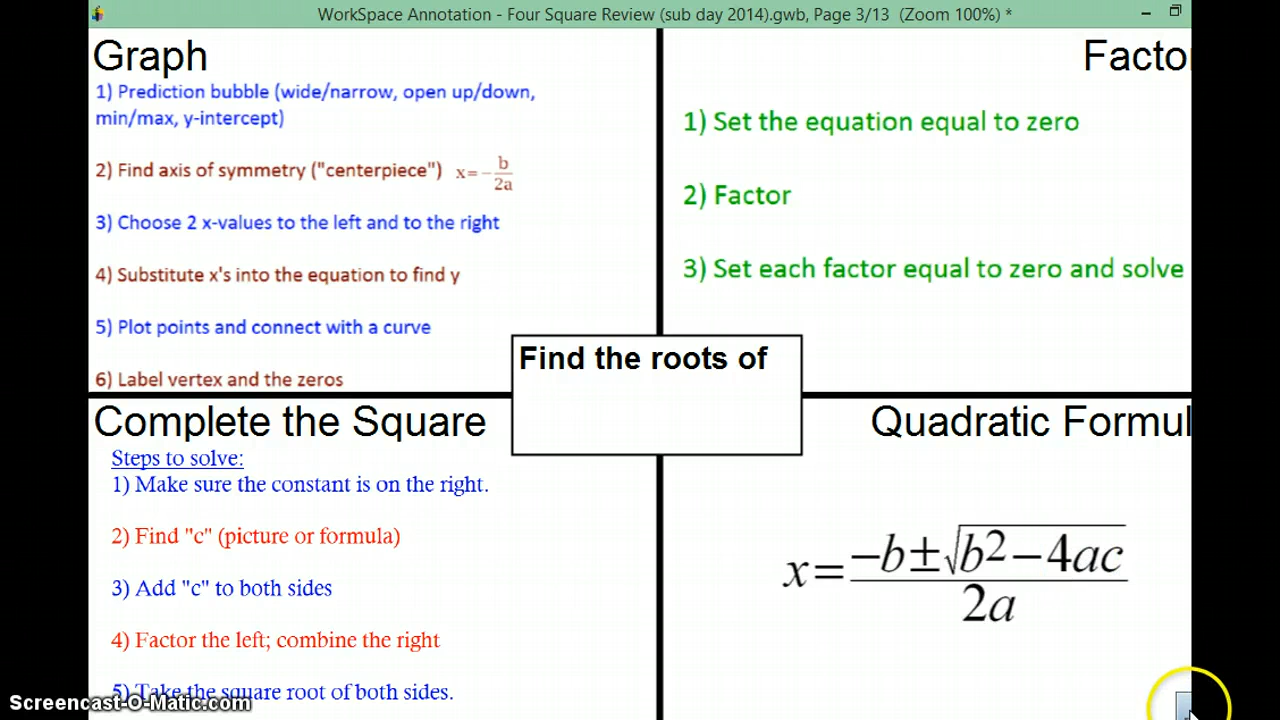 WorkSpace Annotation - Four Square Review (sub day 2014).gwb, Page 3/13 (Zoom 100%) *
Graph
1) Prediction bubble (wide/narrow, open up/down,
min/max, y-intercept)
2) Find axis of symmetry ("centerpiece") x=-b/2a
3) Choose 2 x-values to the left and to the right
4) Substitute x's into the equation to find y
5) Plot points and connect with a curve
6) Label vertex and the zeros
Facto
1) Set the equation equal to zero
2) Factor
3) Set each factor equal to zero and solve
Find the roots of
Complete the Square
Steps to solve:
1) Make sure the constant is on the right.
2) Find "c" (picture or formula)
3) Add "c" to both sides
4) Factor the left; combine the right
5) Take the square root of both sides.
Quadratic Formul
x=(-b±√(b²-4ac))/2a
Screencast-O-Matic.com